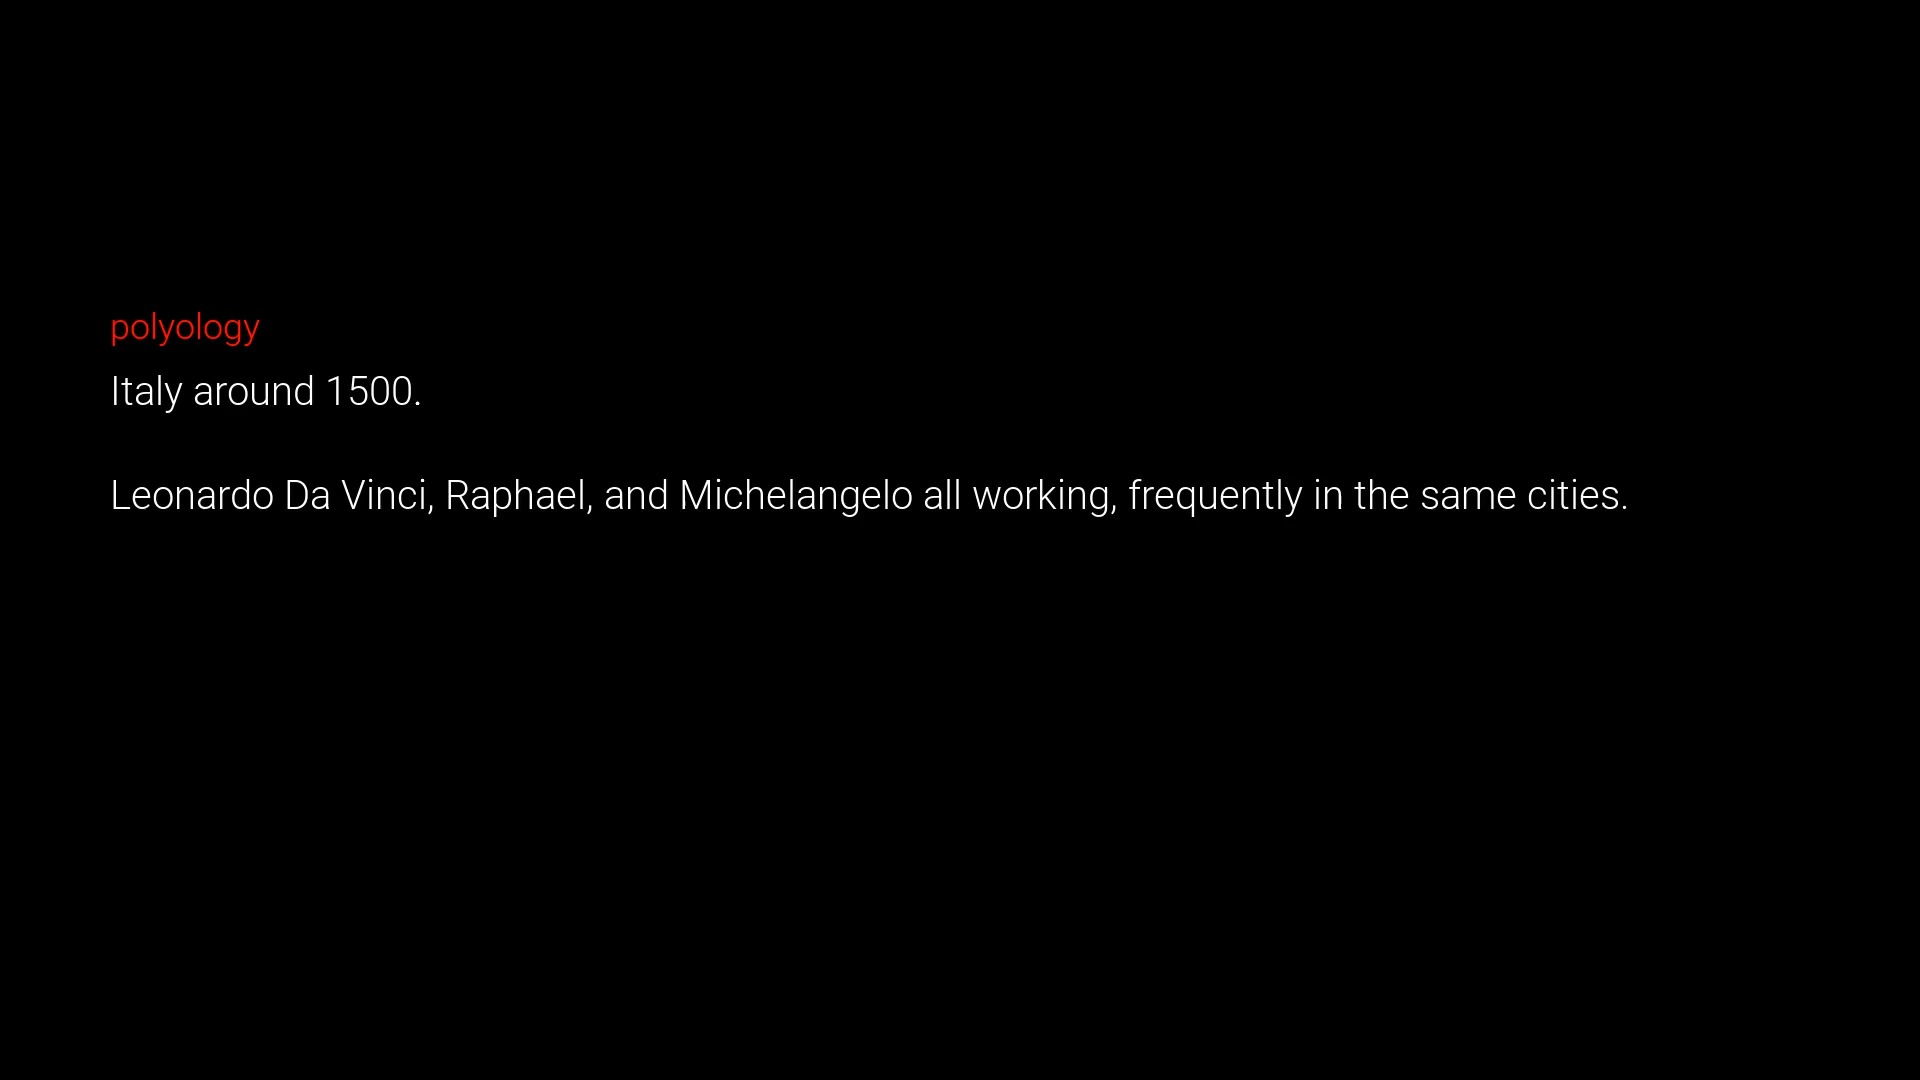 polyology
Italy around 1500.
Leonardo Da Vinci, Raphael, and Michelangelo all working, frequently in the same cities.